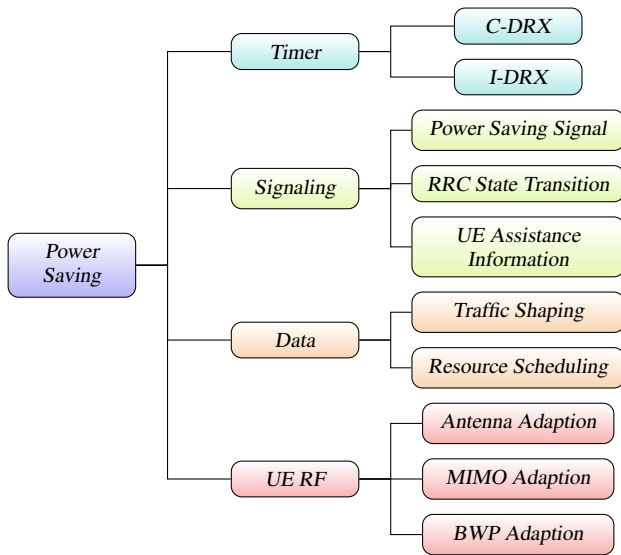 Power
Saving
Timer
C-DRX
I-DRX
Signaling
Power Saving Signal
RRC State Transition
UE Assistance
Information
Data
Traffic Shaping
Resource Scheduling
UE RF
Antenna Adaption
MIMO Adaption
BWP Adaption